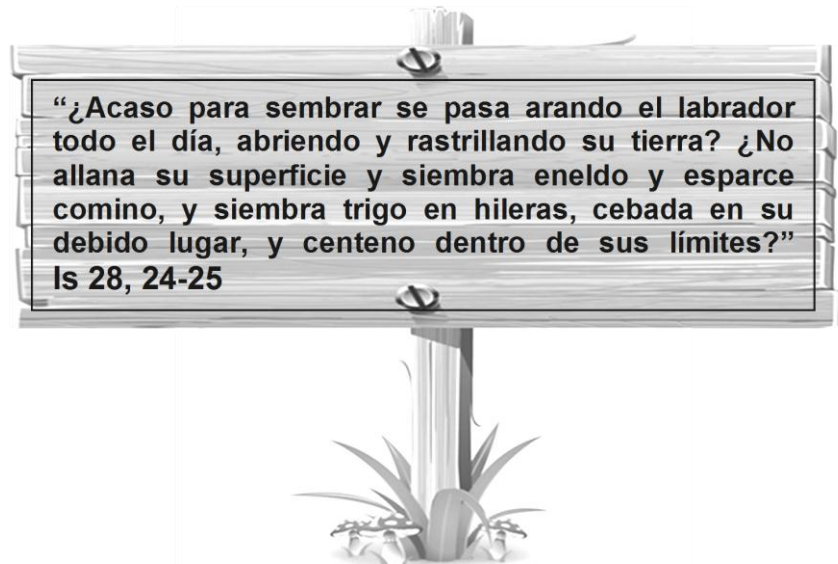 “¿Acaso para sembrar se pasa arando el labrador
todo el día, abriendo y rastrillando su tierra? ¿No
allana su superficie y siembra eneldo y esparce
comino, y siembra trigo en hileras, cebada en su
debido lugar, y centeno dentro de sus límites?”
Is 28, 24-25